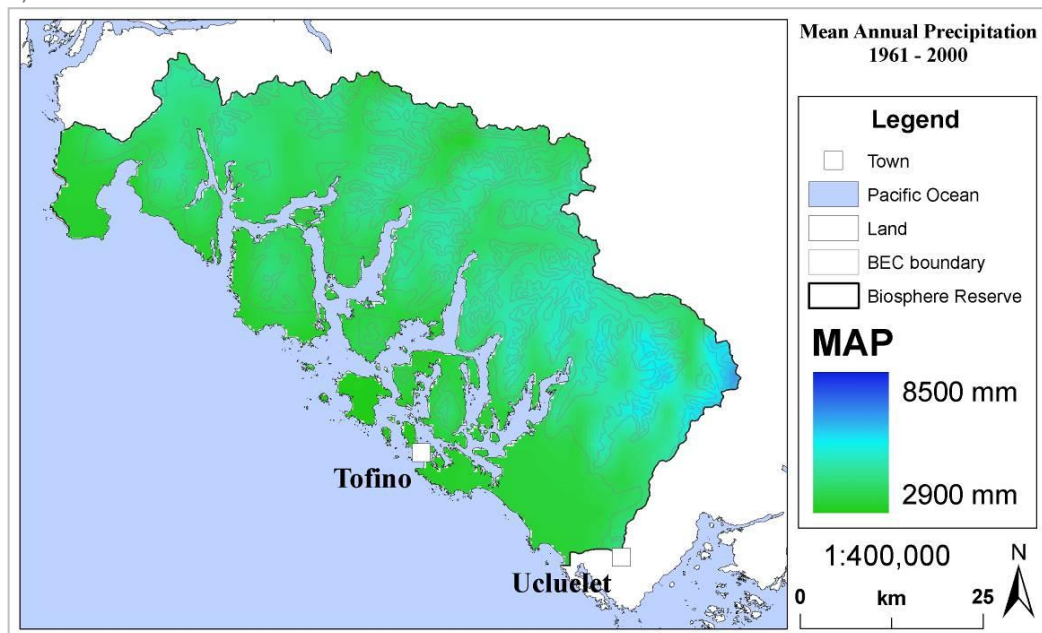 Mean Annual Precipitation
1961 - 2000
Legend
Town
Pacific Ocean
Land
BEC boundary
Biosphere Reserve
MAP
8500 mm
2900 mm
Tofino
Ucluelet
1:400,000
N
0 km 25